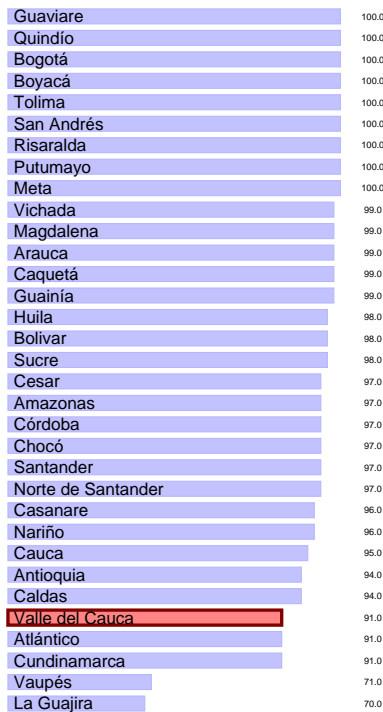 Guaviare 100.0
Quindío 100.0
Bogotá 100.0
Boyacá 100.0
Tolima 100.0
San Andrés 100.0
Risaralda 100.0
Putumayo 100.0
Meta 100.0
Vichada 99.0
Magdalena 99.0
Arauca 99.0
Caquetá 99.0
Guainía 99.0
Huila 98.0
Bolivar 98.0
Sucre 98.0
Cesar 97.0
Amazonas 97.0
Córdoba 97.0
Chocó 97.0
Santander 97.0
Norte de Santander 97.0
Casanare 96.0
Nariño 96.0
Cauca 95.0
Antioquia 94.0
Caldas 94.0
Valle del Cauca 91.0
Atlántico 91.0
Cundinamarca 91.0
Vaupés 71.0
La Guajira 70.0